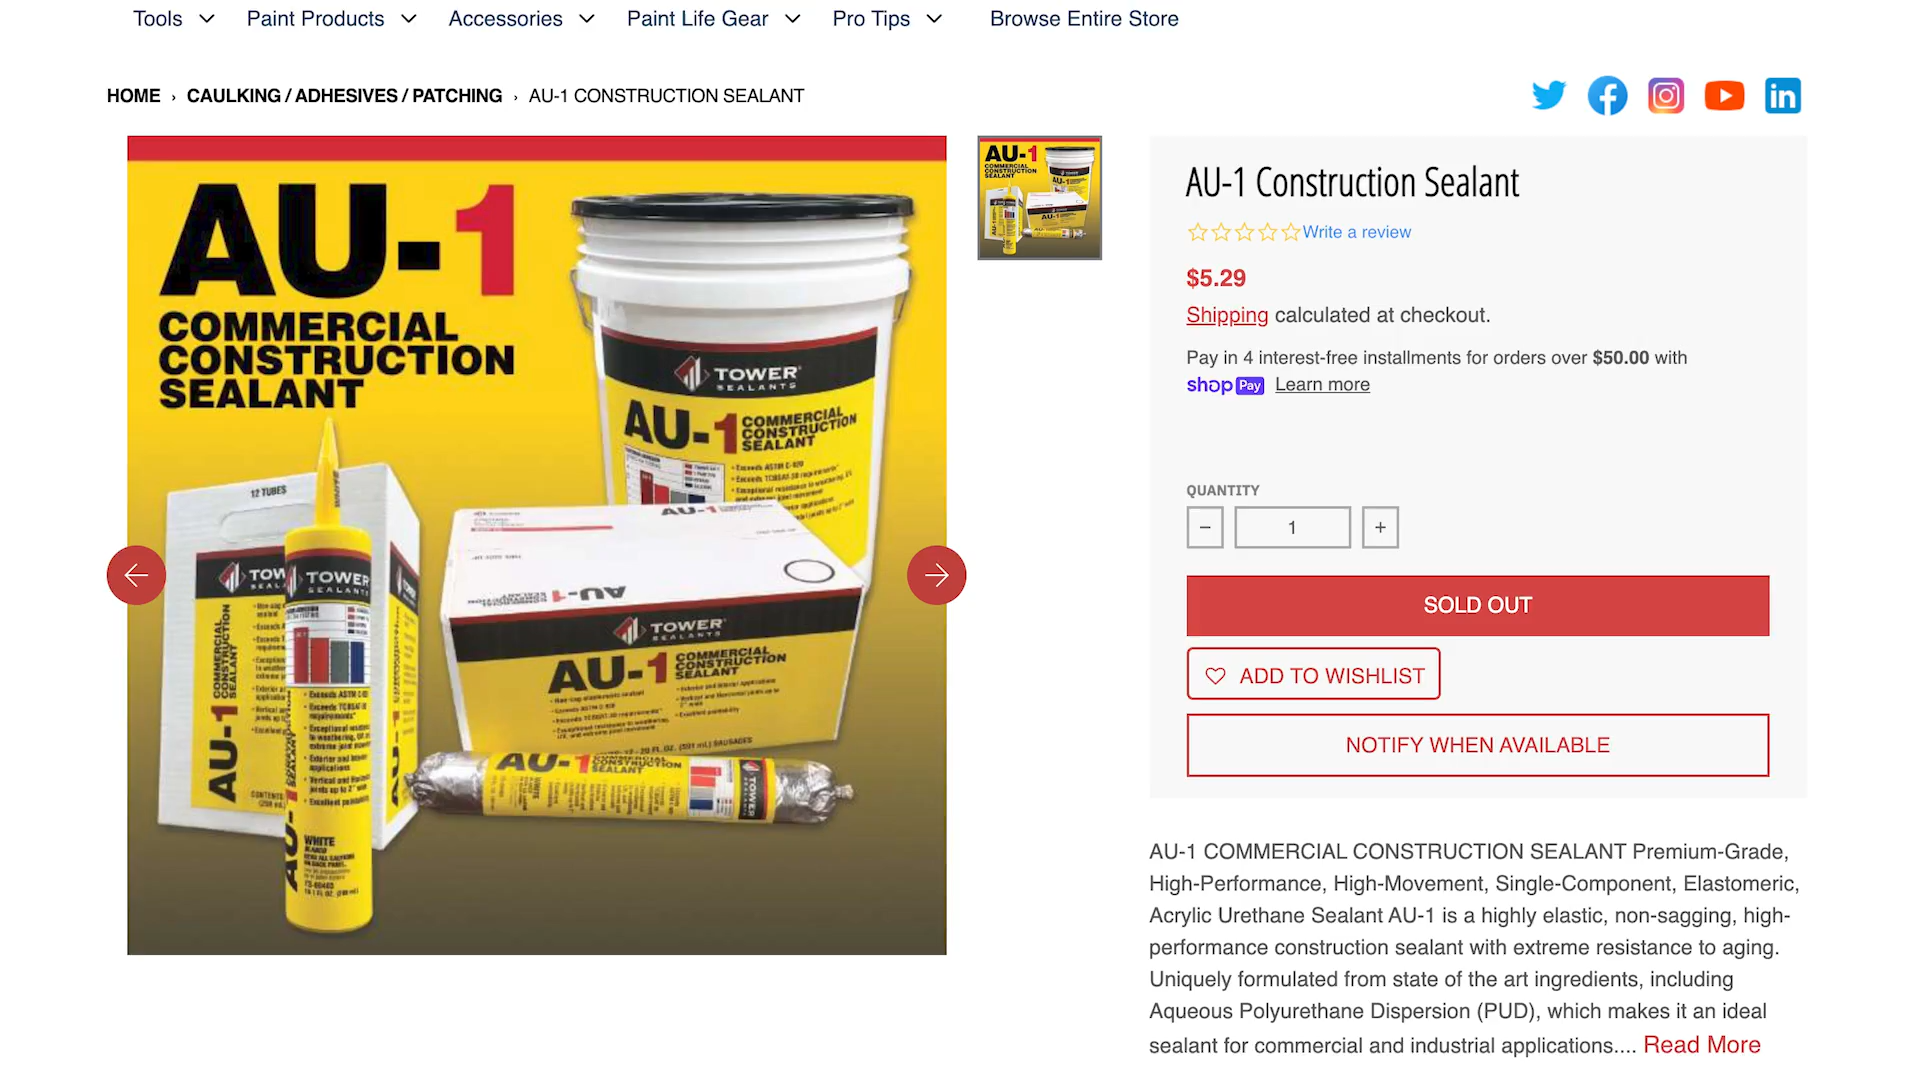 Tools
Paint Products
Accessories
Paint Life Gear
Pro Tips
Browse Entire Store
HOME › CAULKING / ADHESIVES / PATCHING › AU-1 CONSTRUCTION SEALANT
AU-1
COMMERCIAL
CONSTRUCTION
SEALANT
TOWER
SEALANTS
AU-1 COMMERCIAL
CONSTRUCTION
SEALANT
12 TUBES
TOWER
SEALANTS
WHITE
TOWER
SEALANTS
AU-1 COMMERCIAL
CONSTRUCTION
SEALANT
AU-1
SEALANT
TOWER
AU-1 Construction Sealant
Write a review
$5.29
Shipping calculated at checkout.
Pay in 4 interest-free installments for orders over $50.00 with
shop Pay Learn more
QUANTITY
− 1 +
SOLD OUT
ADD TO WISHLIST
NOTIFY WHEN AVAILABLE
AU-1 COMMERCIAL CONSTRUCTION SEALANT Premium-Grade,
High-Performance, High-Movement, Single-Component, Elastomeric,
Acrylic Urethane Sealant AU-1 is a highly elastic, non-sagging, high-
performance construction sealant with extreme resistance to aging.
Uniquely formulated from state of the art ingredients, including
Aqueous Polyurethane Dispersion (PUD), which makes it an ideal
sealant for commercial and industrial applications.... Read More